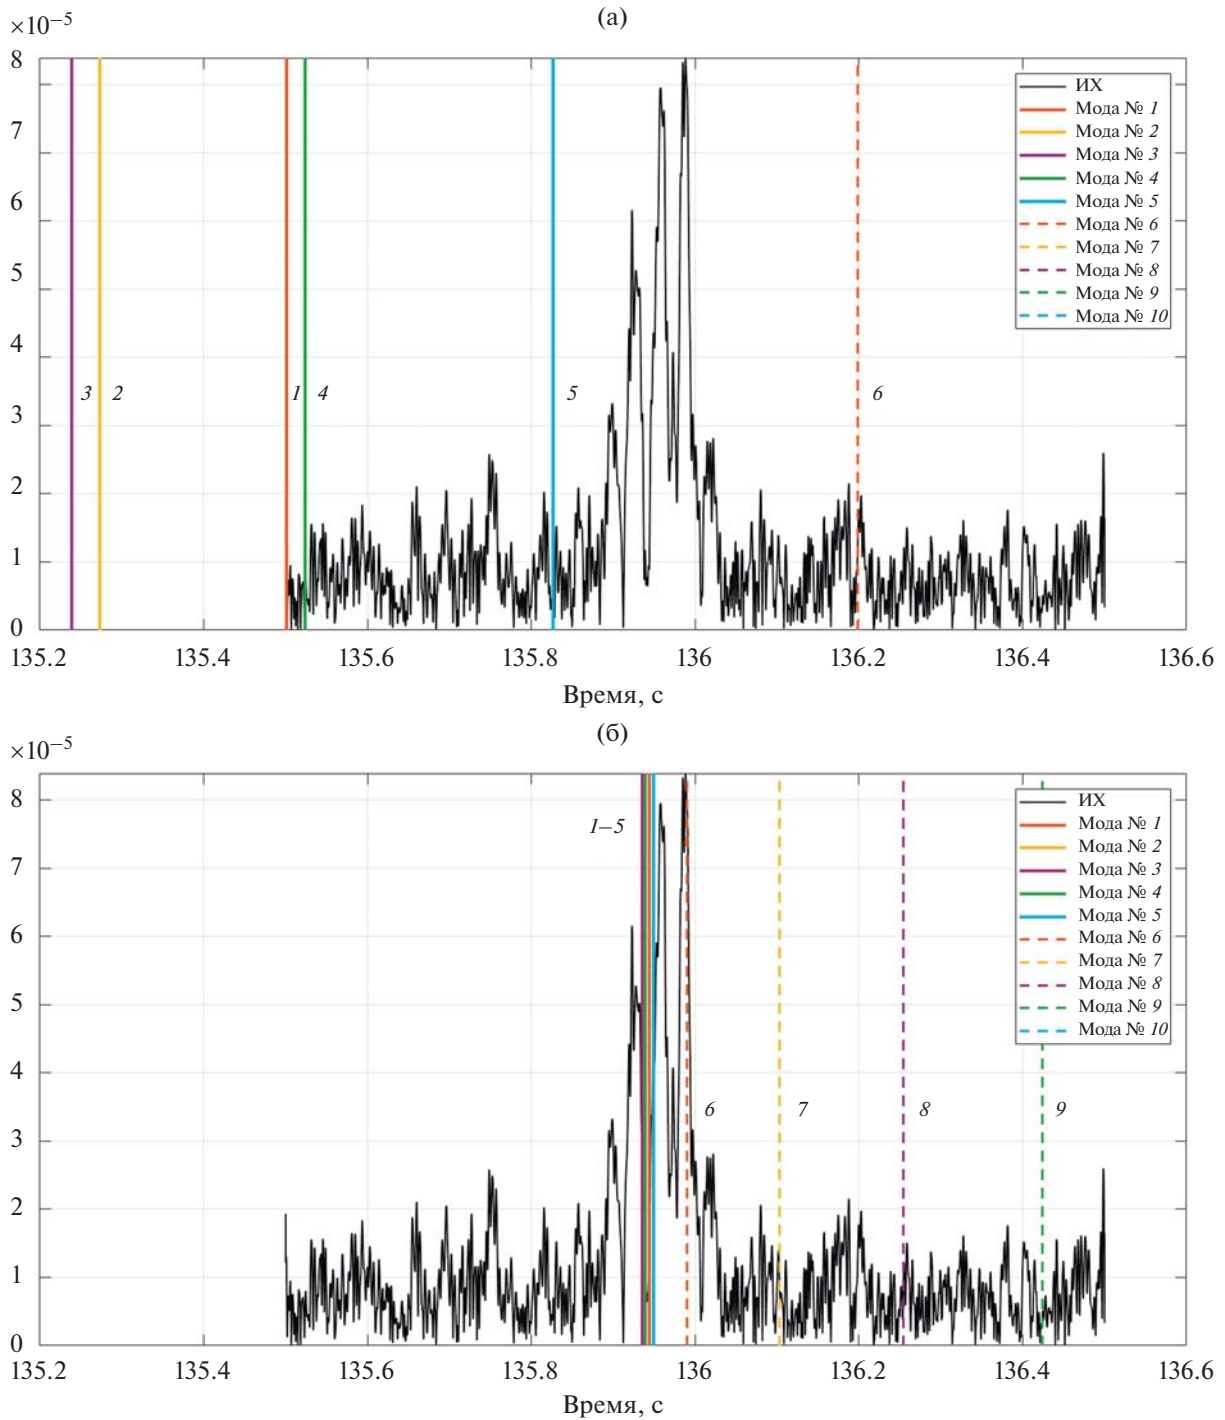 (а)
×10⁻⁵
8
7
6
5
4
3
2
1
0
ИХ
Мода № 1
Мода № 2
Мода № 3
Мода № 4
Мода № 5
Мода № 6
Мода № 7
Мода № 8
Мода № 9
Мода № 10
3 2 1 4 5 6
135.2 135.4 135.6 135.8 136 136.2 136.4 136.6
Время, с
(б)
×10⁻⁵
8
7
6
5
4
3
2
1
0
ИХ
Мода № 1
Мода № 2
Мода № 3
Мода № 4
Мода № 5
Мода № 6
Мода № 7
Мода № 8
Мода № 9
Мода № 10
1–5
6 7 8 9
135.2 135.4 135.6 135.8 136 136.2 136.4 136.6
Время, с